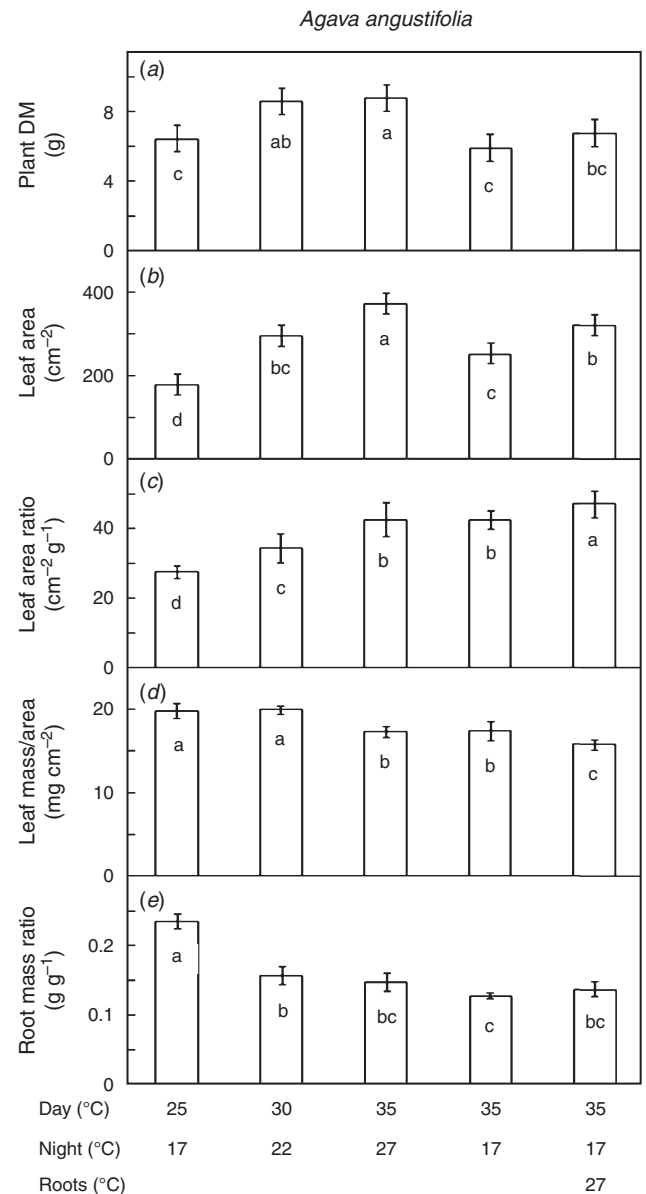 Agava angustifolia
(a)
Plant DM
(g)
8
4
0
c
ab
a
c
bc
(b)
Leaf area
(cm–2)
400
200
0
d
bc
a
c
b
(c)
Leaf area ratio
(cm–2 g–1)
40
20
0
d
c
b
b
a
(d)
Leaf mass/area
(mg cm–2)
20
10
0
a
a
b
b
c
(e)
Root mass ratio
(g g–1)
0.2
0.1
0
a
b
bc
c
bc
Day (°C) 25 30 35 35 35
Night (°C) 17 22 27 17 17
Roots (°C) 27